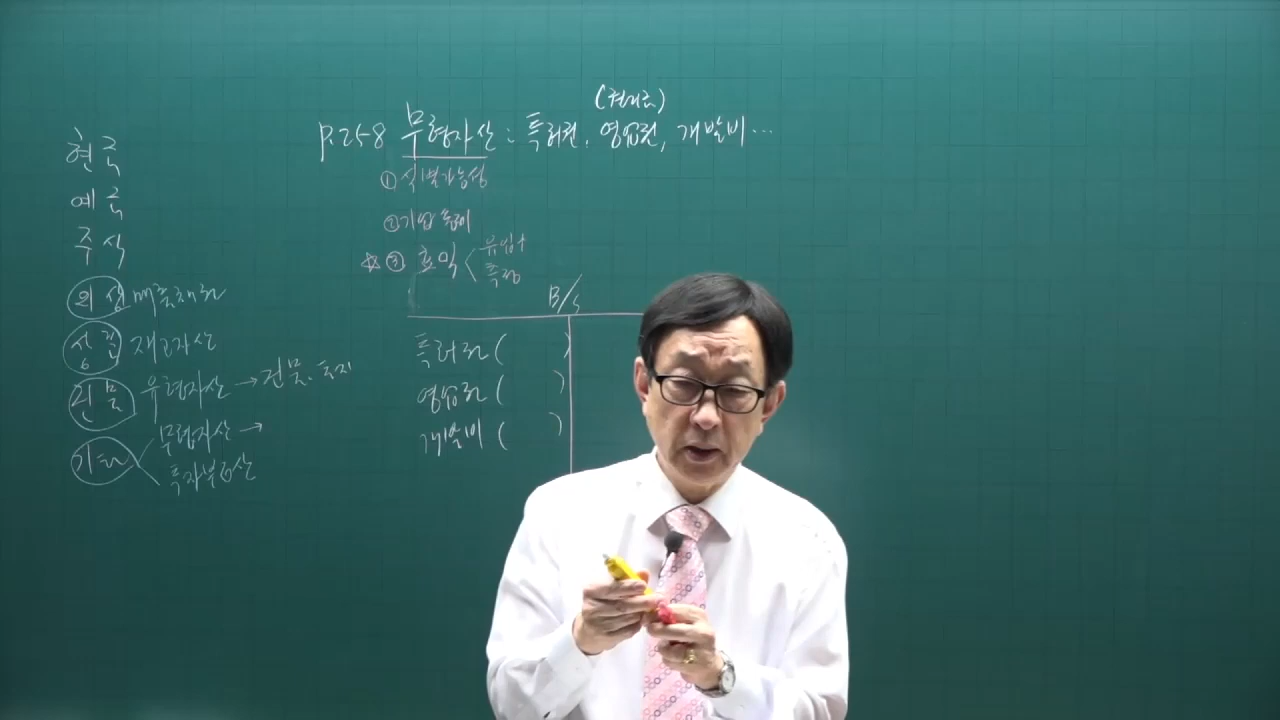 현금
예금
주식
외상 매출채권
상품 재고자산
건물 유형자산 → 건물, 토지
기타 무형자산 →
투자부동산
(권리금)
p.258 무형자산 : 특허권, 영업권, 개발비 …
① 식별가능성
② 기업 통제
☆ ③ 효익 유입↑
특정
B/S
특허권 ( )
영업권 ( )
개발비 ( )